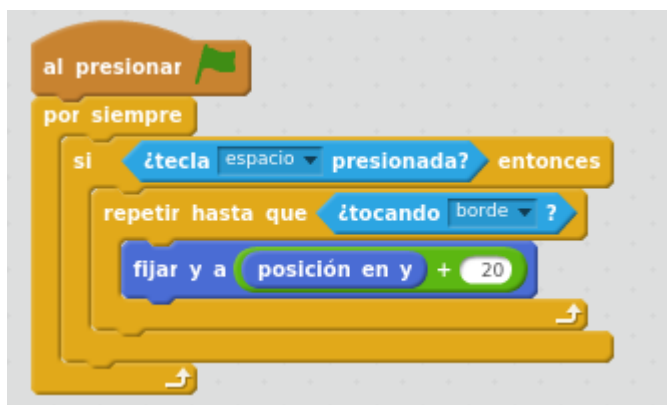 al presionar
por siempre
si ¿tecla espacio presionada? entonces
repetir hasta que ¿tocando borde ?
fijar y a posición en y + 20